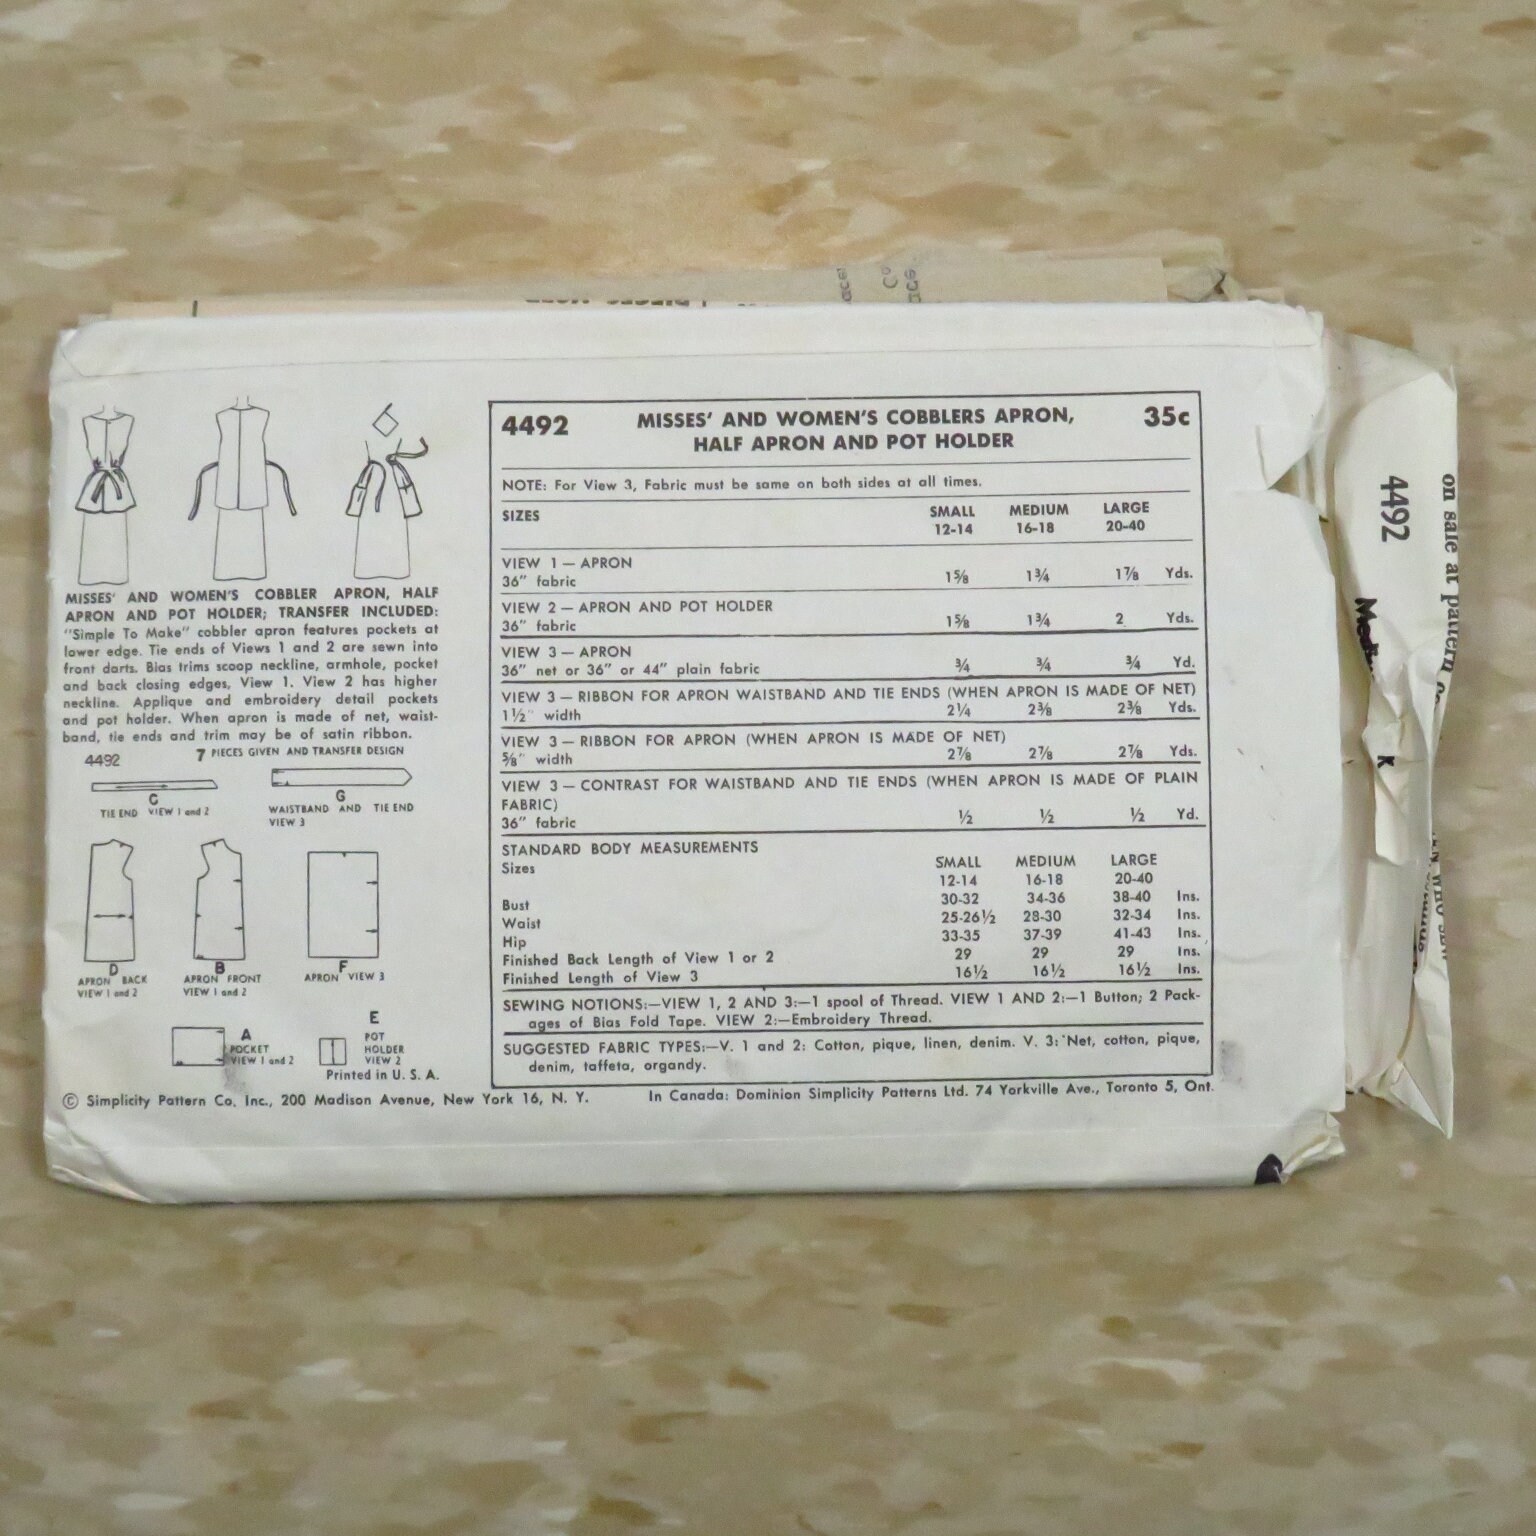 MISSES' AND WOMEN'S COBBLER APRON, HALF
APRON AND POT HOLDER; TRANSFER INCLUDED:
"Simple To Make" cobbler apron features pockets at
lower edge. Tie ends of Views 1 and 2 are sewn into
front darts. Bias trims scoop neckline, armhole, pocket
and back closing edges, View 1. View 2 has higher
neckline. Applique and embroidery detail pockets
and pot holder. When apron is made of net, waist-
band, tie ends and trim may be of satin ribbon.
4492 7 PIECES GIVEN AND TRANSFER DESIGN
C
TIE END VIEW 1 and 2
G
WAISTBAND AND TIE END
VIEW 3
D
APRON BACK
VIEW 1 and 2
B
APRON FRONT
VIEW 1 and 2
F
APRON VIEW 3
A
POCKET
VIEW 1 and 2
E
POT
HOLDER
VIEW 2
Printed in U. S. A.
4492 MISSES' AND WOMEN'S COBBLERS APRON, 35c
HALF APRON AND POT HOLDER
NOTE: For View 3, Fabric must be same on both sides at all times.
SIZES SMALL MEDIUM LARGE
12-14 16-18 20-40
VIEW 1 — APRON
36" fabric 1⅝ 1¾ 1⅞ Yds.
VIEW 2 — APRON AND POT HOLDER
36" fabric 1⅝ 1¾ 2 Yds.
VIEW 3 — APRON
36" net or 36" or 44" plain fabric ¾ ¾ ¾ Yd.
VIEW 3 — RIBBON FOR APRON WAISTBAND AND TIE ENDS (WHEN APRON IS MADE OF NET)
1½" width 2¼ 2⅜ 2⅜ Yds.
VIEW 3 — RIBBON FOR APRON (WHEN APRON IS MADE OF NET)
⅝" width 2⅞ 2⅞ 2⅞ Yds.
VIEW 3 — CONTRAST FOR WAISTBAND AND TIE ENDS (WHEN APRON IS MADE OF PLAIN
FABRIC)
36" fabric ½ ½ ½ Yd.
STANDARD BODY MEASUREMENTS
Sizes SMALL MEDIUM LARGE
12-14 16-18 20-40
Bust 30-32 34-36 38-40 Ins.
Waist 25-26½ 28-30 32-34 Ins.
Hip 33-35 37-39 41-43 Ins.
Finished Back Length of View 1 or 2 29 29 29 Ins.
Finished Length of View 3 16½ 16½ 16½ Ins.
SEWING NOTIONS:—VIEW 1, 2 AND 3:—1 spool of Thread. VIEW 1 AND 2:—1 Button; 2 Pack-
ages of Bias Fold Tape. VIEW 2:—Embroidery Thread.
SUGGESTED FABRIC TYPES:—V. 1 and 2: Cotton, pique, linen, denim. V. 3: Net, cotton, pique,
denim, taffeta, organdy.
© Simplicity Pattern Co. Inc., 200 Madison Avenue, New York 16, N. Y. In Canada: Dominion Simplicity Patterns Ltd. 74 Yorkville Ave., Toronto 5, Ont.
on sale at pattern
4492